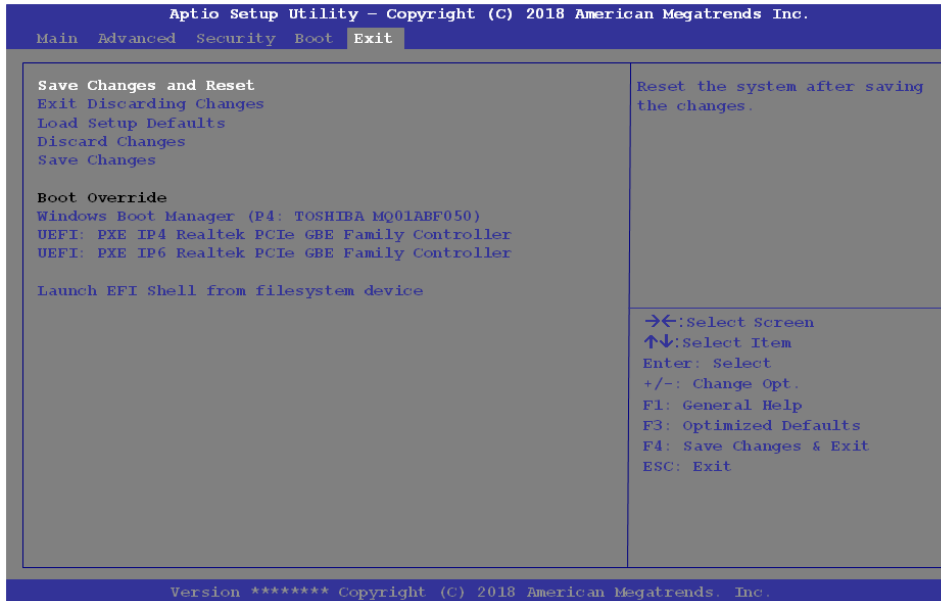 Aptio Setup Utility – Copyright (C) 2018 American Megatrends Inc.
Main Advanced Security Boot Exit
Save Changes and Reset
Exit Discarding Changes
Load Setup Defaults
Discard Changes
Save Changes
Boot Override
Windows Boot Manager (P4: TOSHIBA MQ01ABF050)
UEFI: PXE IP4 Realtek PCIe GBE Family Controller
UEFI: PXE IP6 Realtek PCIe GBE Family Controller
Launch EFI Shell from filesystem device
Reset the system after saving
the changes.
→←:Select Screen
↑↓:Select Item
Enter: Select
+/-: Change Opt.
F1: General Help
F3: Optimized Defaults
F4: Save Changes & Exit
ESC: Exit
Version ******** Copyright (C) 2018 American Megatrends. Inc.